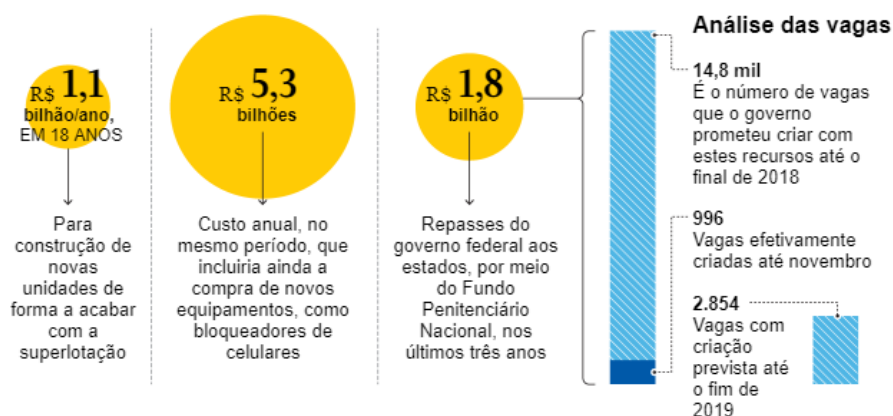 R$ 1,1
bilhão/ano,
EM 18 ANOS
Para
construção de
novas
unidades de
forma a acabar
com a
superlotação
R$ 5,3
bilhões
Custo anual, no
mesmo período, que
incluiria ainda a
compra de novos
equipamentos, como
bloqueadores de
celulares
R$ 1,8
bilhão
Repasses do
governo federal aos
estados, por meio
do Fundo
Penitenciário
Nacional, nos
últimos três anos
Análise das vagas
14,8 mil
É o número de vagas
que o governo
prometeu criar com
estes recursos até o
final de 2018
996
Vagas efetivamente
criadas até novembro
2.854
Vagas com
criação
prevista até
o fim de
2019